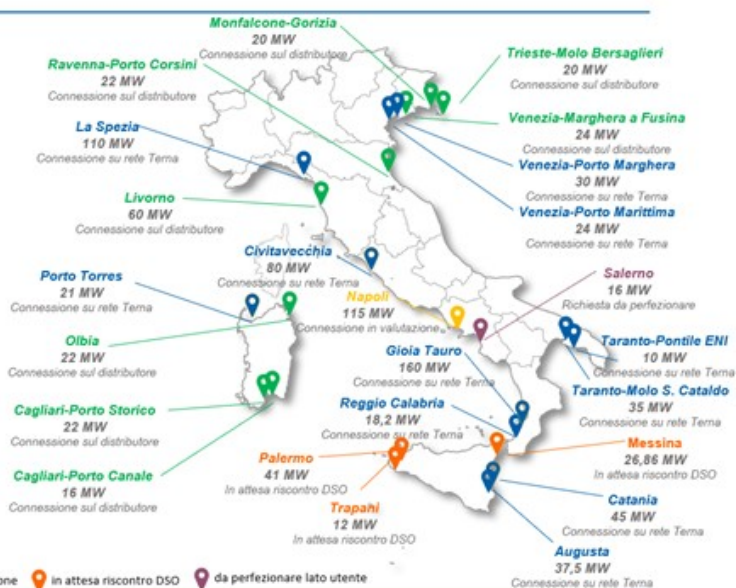 Monfalcone-Gorizia
20 MW
Connessione sul distributore
Ravenna-Porto Corsini
22 MW
Connessione sul distributore
Trieste-Molo Bersaglieri
20 MW
Connessione sul distributore
La Spezia
110 MW
Connessione su rete Terna
Venezia-Marghera a Fusina
24 MW
Connessione sul distributore
Venezia-Porto Marghera
30 MW
Connessione su rete Terna
Livorno
60 MW
Connessione sul distributore
Venezia-Porto Marittima
24 MW
Connessione su rete Terna
Civitavecchia
80 MW
Connessione su rete Terna
Porto Torres
21 MW
Connessione su rete Terna
Napoli
115 MW
Connessione in valutazione
Salerno
16 MW
Richiesta da perfezionare
Olbia
22 MW
Connessione sul distributore
Gioia Tauro
160 MW
Connessione su rete Terna
Taranto-Pontile ENI
10 MW
Connessione su rete Terna
Taranto-Molo S. Cataldo
35 MW
Connessione su rete Terna
Cagliari-Porto Storico
22 MW
Connessione sul distributore
Reggio Calabria
18,2 MW
Connessione su rete Terna
Messina
26,86 MW
In attesa riscontro DSO
Palermo
41 MW
In attesa riscontro DSO
Cagliari-Porto Canale
16 MW
Connessione sul distributore
Trapahi
12 MW
In attesa riscontro DSO
Catania
45 MW
Connessione su rete Terna
Augusta
37,5 MW
Connessione su rete Terna
one in attesa riscontro DSO da perfezionare lato utente